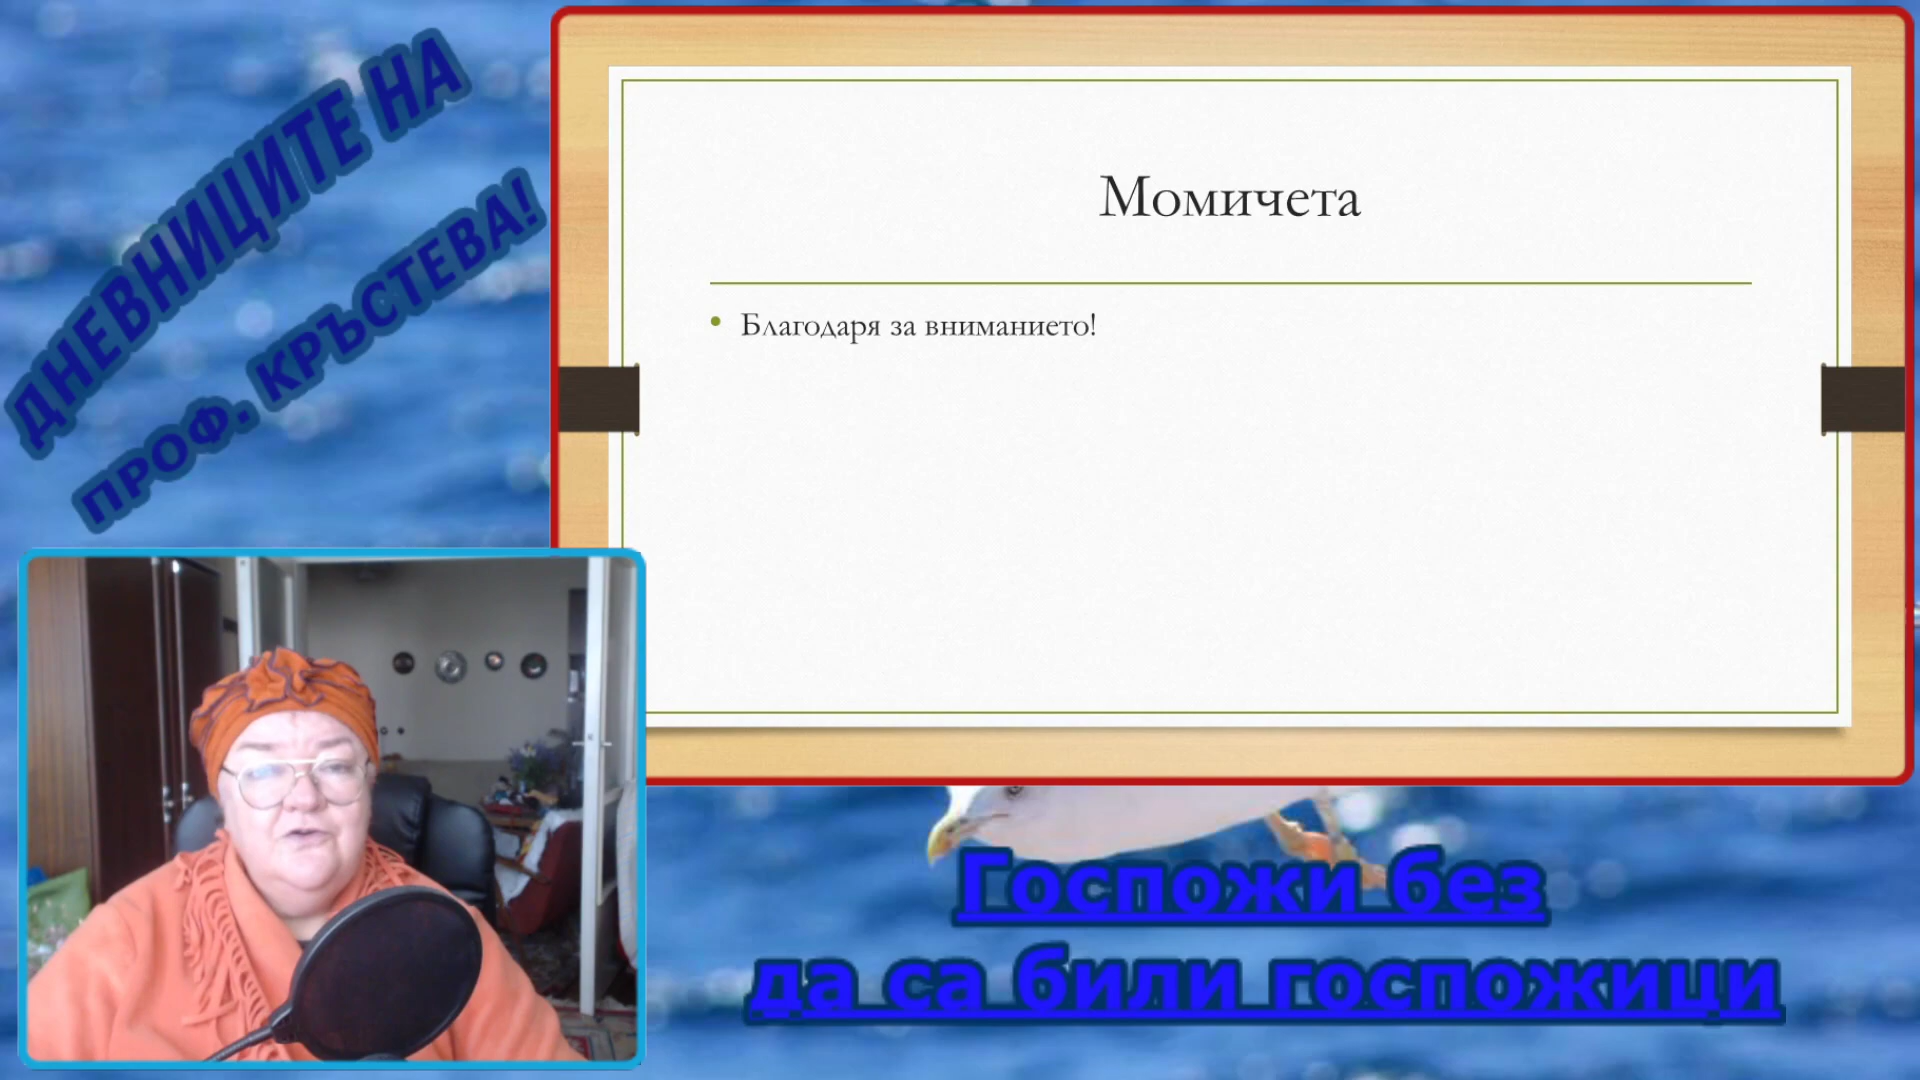 ДНЕВНИЦИТЕ НА
ПРОФ. КРЪСТЕВА!
Момичета
• Благодаря за вниманието!
Госпожи без
да са били госпожици